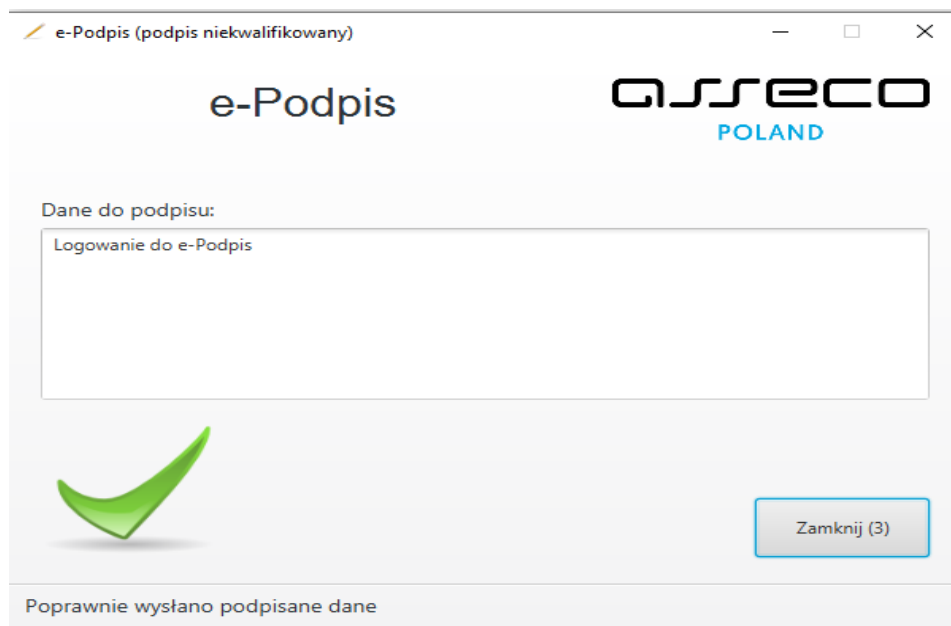 e-Podpis (podpis niekwalifikowany)
e-Podpis
asseco
POLAND
Dane do podpisu:
Logowanie do e-Podpis
Zamknij (3)
Poprawnie wysłano podpisane dane